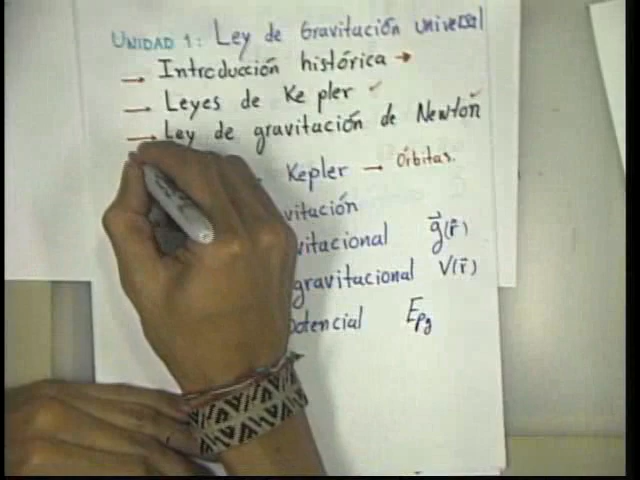 UNIDAD 1: Ley de Gravitación universal
→ Introducción histórica →
→ Leyes de Kepler ✓
→ Ley de gravitación de Newton ✓
Kepler → Órbitas.
vitación
vitacional g⃗(r⃗)
gravitacional V(r⃗)
potencial Epg